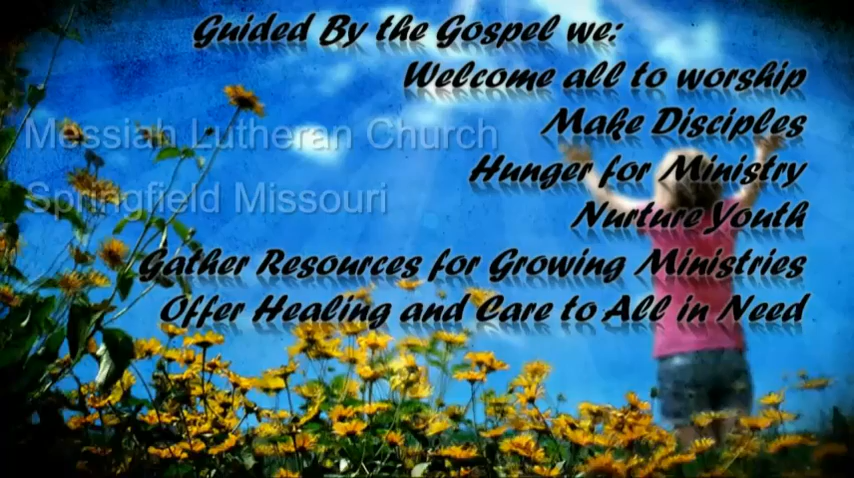 Guided By the Gospel we:
Welcome all to worship
Make Disciples
Messiah Lutheran Church
Hunger for Ministry
Springfield Missouri
Nurture Youth
Gather Resources for Growing Ministries
Offer Healing and Care to All in Need